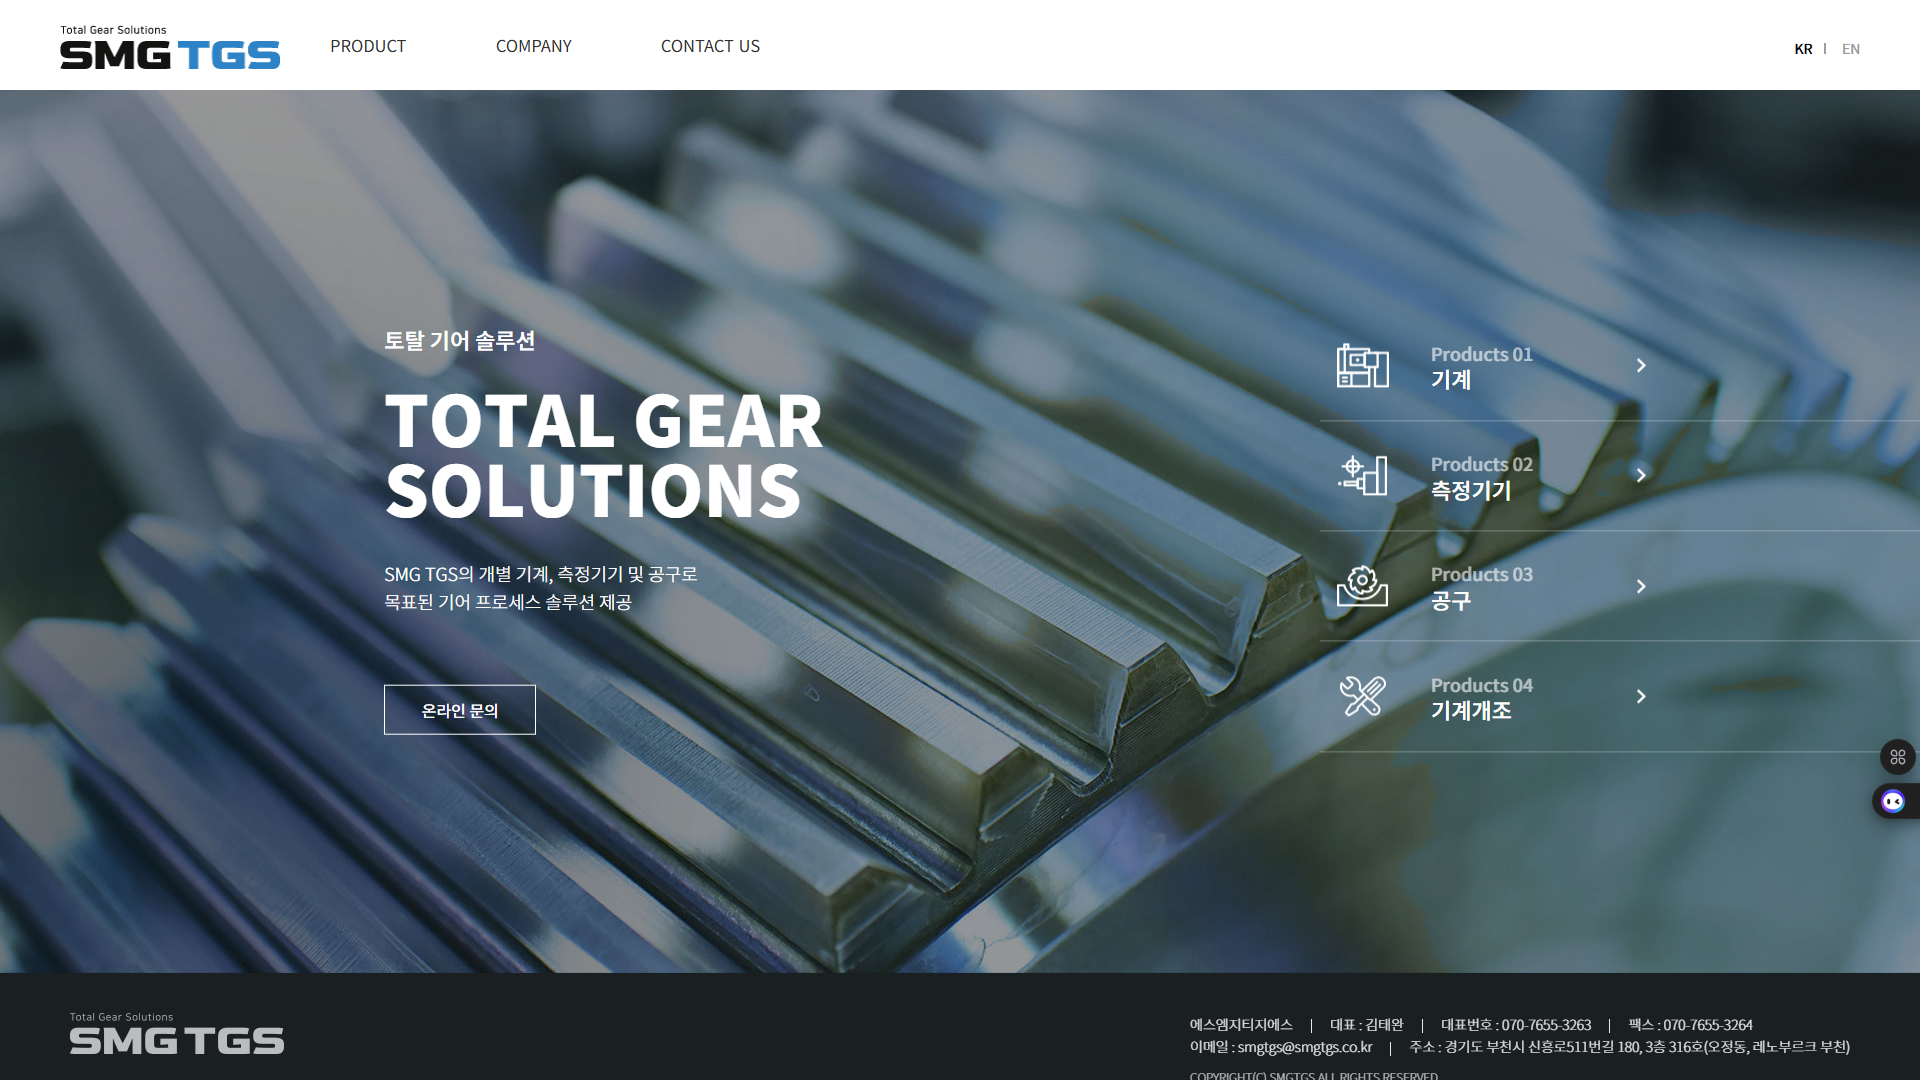 Total Gear Solutions
SMG TGS
PRODUCT
COMPANY
CONTACT US
KR
EN
토탈 기어 솔루션
TOTAL GEAR
SOLUTIONS
SMG TGS의 개별 기계, 측정기기 및 공구로
목표된 기어 프로세스 솔루션 제공
온라인 문의
Products 01
기계
Products 02
측정기기
Products 03
공구
Products 04
기계개조
Total Gear Solutions
SMG TGS
에스엠지티지에스 | 대표 : 김태완 | 대표번호 : 070-7655-3263 | 팩스 : 070-7655-3264
이메일 : smgtgs@smgtgs.co.kr | 주소 : 경기도 부천시 신흥로511번길 180, 3층 316호(오정동, 레노부르크 부천)
COPYRIGHT(C) SMGTGS ALL RIGHTS RESERVED